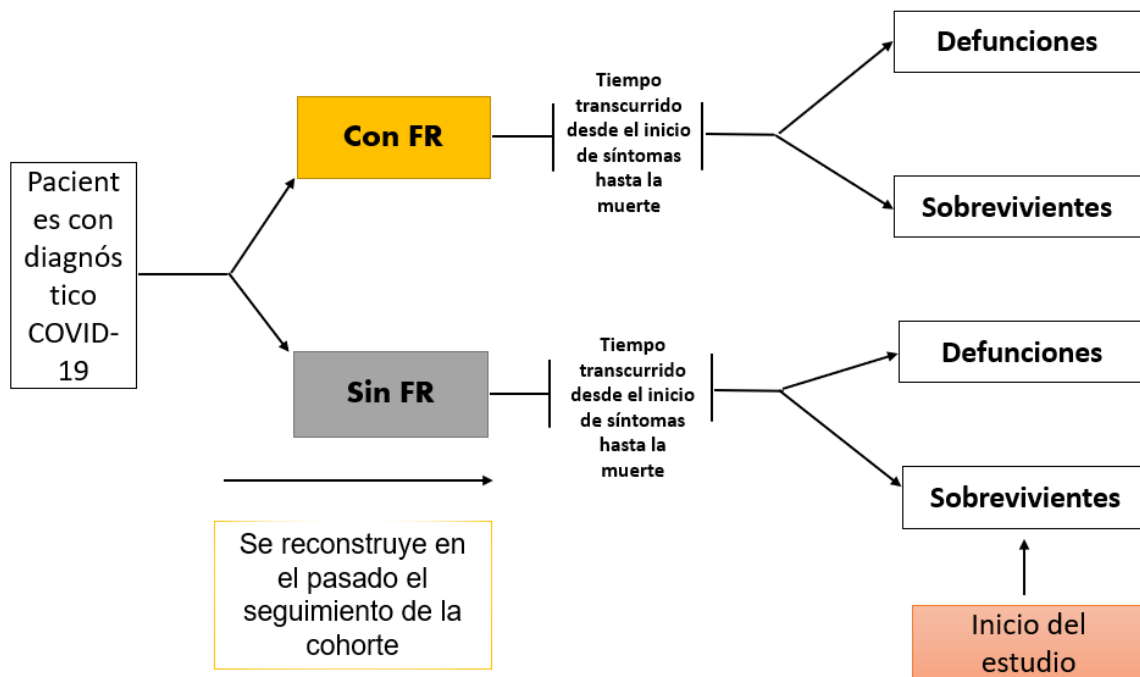 Pacient
es con
diagnós
tico
COVID-
19
Con FR
Tiempo
transcurrido
desde el inicio
de síntomas
hasta la
muerte
Defunciones
Sobrevivientes
Sin FR
Tiempo
transcurrido
desde el inicio
de síntomas
hasta la
muerte
Defunciones
Sobrevivientes
Se reconstruye en
el pasado el
seguimiento de la
cohorte
Inicio del
estudio